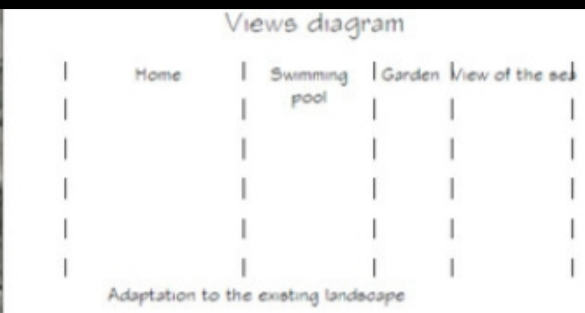 Views diagram
Home Swimming pool Garden View of the sea
Adaptation to the existing landscape